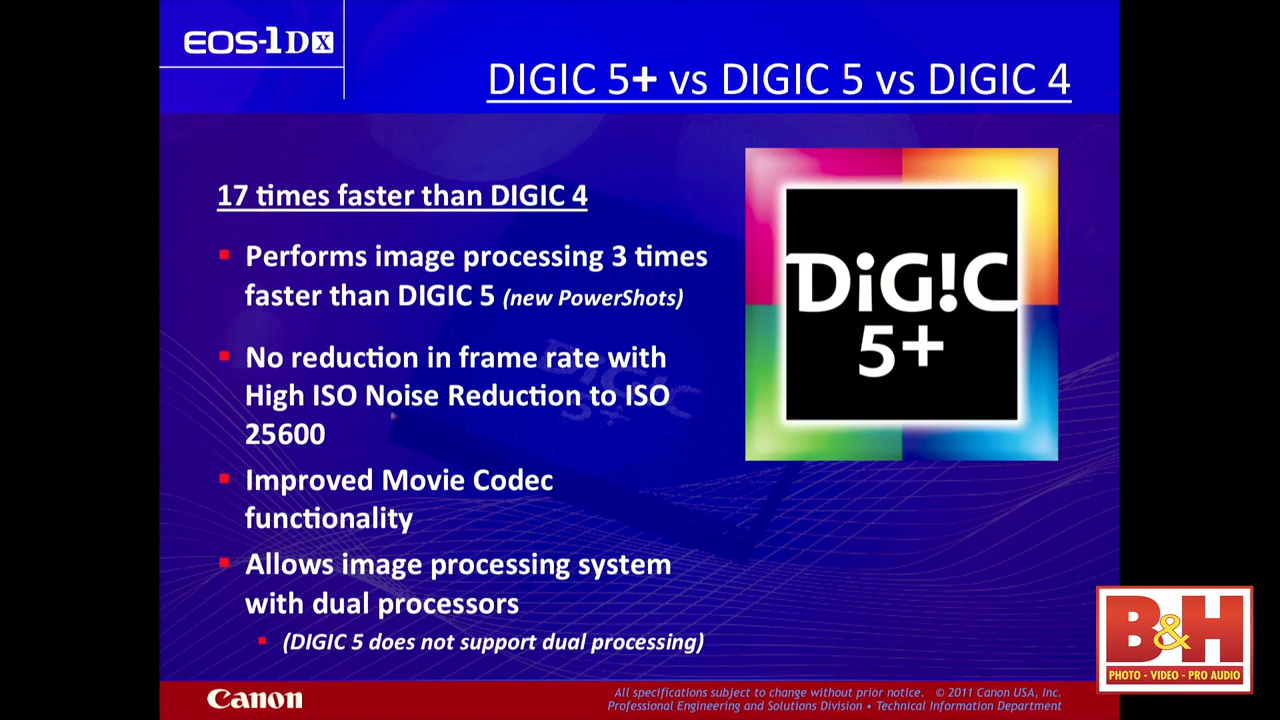 EOS-1DX
DIGIC 5+ vs DIGIC 5 vs DIGIC 4
17 times faster than DIGIC 4
Performs image processing 3 times
faster than DIGIC 5 (new PowerShots)
No reduction in frame rate with
High ISO Noise Reduction to ISO
25600
Improved Movie Codec
functionality
Allows image processing system
with dual processors
(DIGIC 5 does not support dual processing)
DiG!C
5+
DIGIC
5+
Canon
All specifications subject to change without prior notice. © 2011 Canon USA, Inc.
Professional Engineering and Solutions Division • Technical Information Department
B&H
PHOTO - VIDEO - PRO AUDIO